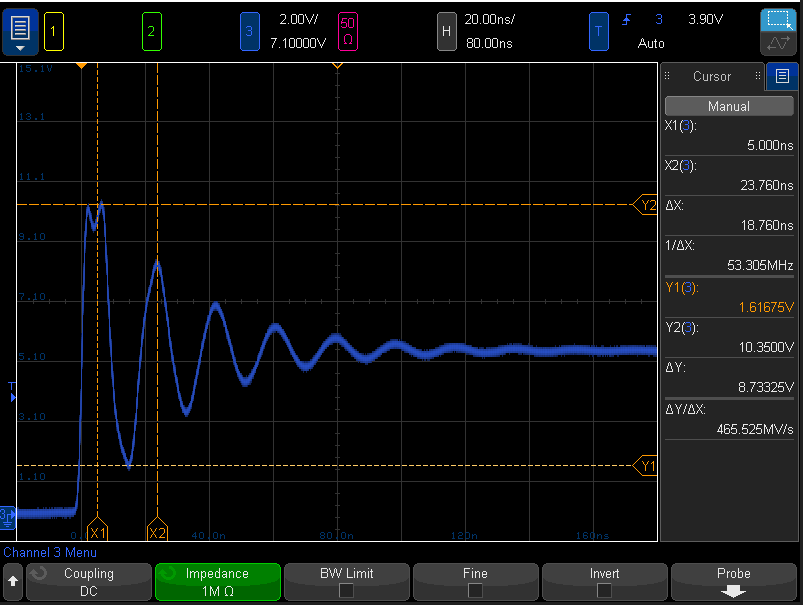 1
2
3
2.00V/
7.10000V
50
Ω
H
20.00ns/
80.00ns
T
3
3.90V
Auto
15.1V
13.1
11.1
9.10
7.10
5.10
3.10
1.10
T
3
Y2
Y1
0.
X1
X2
40.0n
80.0n
120n
160ns
Cursor
Manual
X1(3):
5.000ns
X2(3):
23.760ns
ΔX:
18.760ns
1/ΔX:
53.305MHz
Y1(3):
1.61675V
Y2(3):
10.3500V
ΔY:
8.73325V
ΔY/ΔX:
465.525MV/s
Channel 3 Menu
Coupling
DC
Impedance
1M Ω
BW Limit
Fine
Invert
Probe